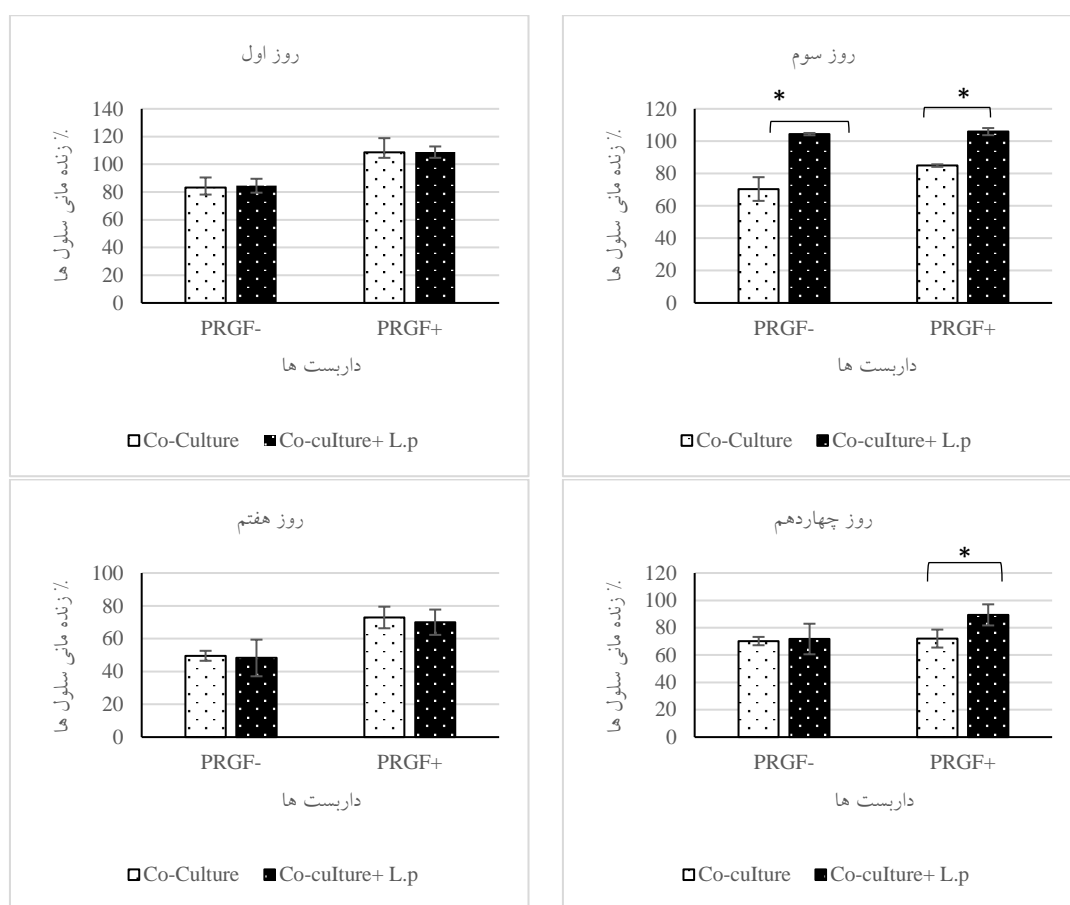 روز اول
140
120
100
80
60
40
20
0
٪ زنده مانی سلول ها
PRGF- PRGF+
داربست ها
Co-Culture Co-cuIture+ L.p
روز سوم
* *
120
100
80
60
40
20
0
٪ زنده مانی سلول ها
PRGF- PRGF+
داربست ها
Co-Culture Co-cuIture+ L.p
روز هفتم
100
80
60
40
20
0
٪ زنده مانی سلول ها
PRGF- PRGF+
داربست ها
Co-Culture Co-cuIture+ L.p
روز چهاردهم
*
120
100
80
60
40
20
0
٪ زنده مانی سلول ها
PRGF- PRGF+
داربست ها
Co-cuIture Co-cuIture+ L.p